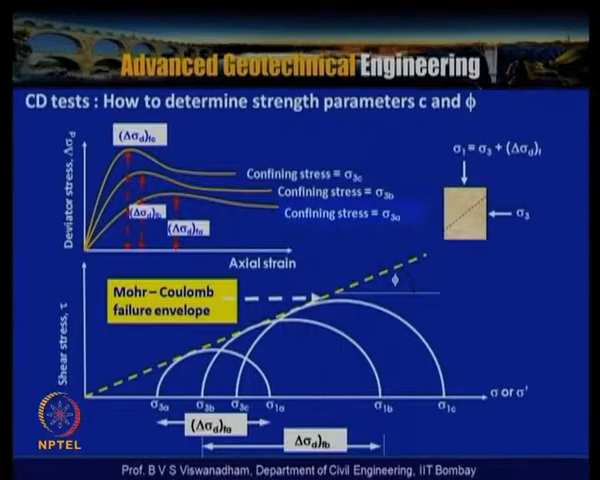 Advanced Geotechnical Engineering
CD tests : How to determine strength parameters c and ϕ
Deviator stress, Δσd
(Δσd)fc
(Δσd)fa
Confining stress = σ3c
Confining stress = σ3b
Confining stress = σ3a
Axial strain
σ1 = σ3 + (Δσd)f
σ3
Shear stress, τ
Mohr – Coulomb
failure envelope
ϕ
σ3a σ3b σ3c σ1a σ1b σ1c
σ or σ'
(Δσd)fa
Δσd)fb
NPTEL
Prof. B V S Viswanadham, Department of Civil Engineering, IIT Bombay